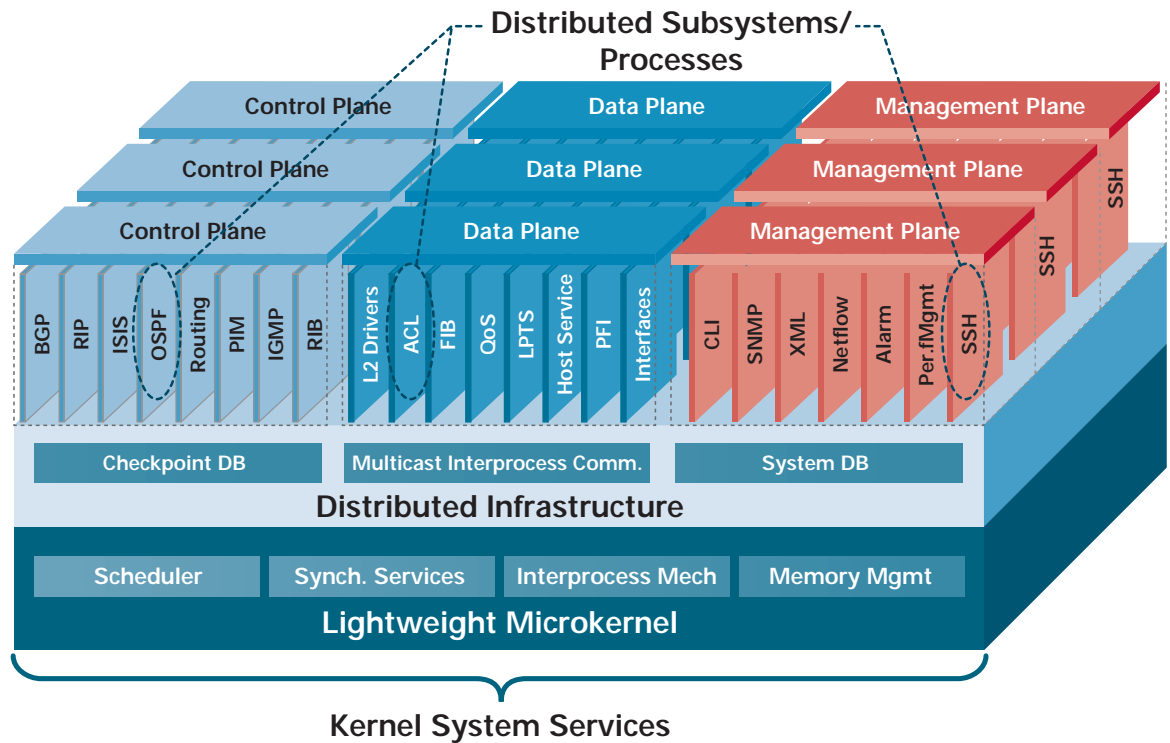 Distributed Subsystems/
Processes
Control Plane
Data Plane
Management Plane
Control Plane
Data Plane
Management Plane
Control Plane
Data Plane
Management Plane
BGP
RIP
ISIS
OSPF
Routing
PIM
IGMP
RIB
L2 Drivers
ACL
FIB
QoS
LPTS
Host Service
PFI
Interfaces
CLI
SNMP
XML
Netflow
Alarm
Per.fMgmt
SSH
SSH
SSH
Checkpoint DB
Multicast Interprocess Comm.
System DB
Distributed Infrastructure
Scheduler
Synch. Services
Interprocess Mech
Memory Mgmt
Lightweight Microkernel
Kernel System Services